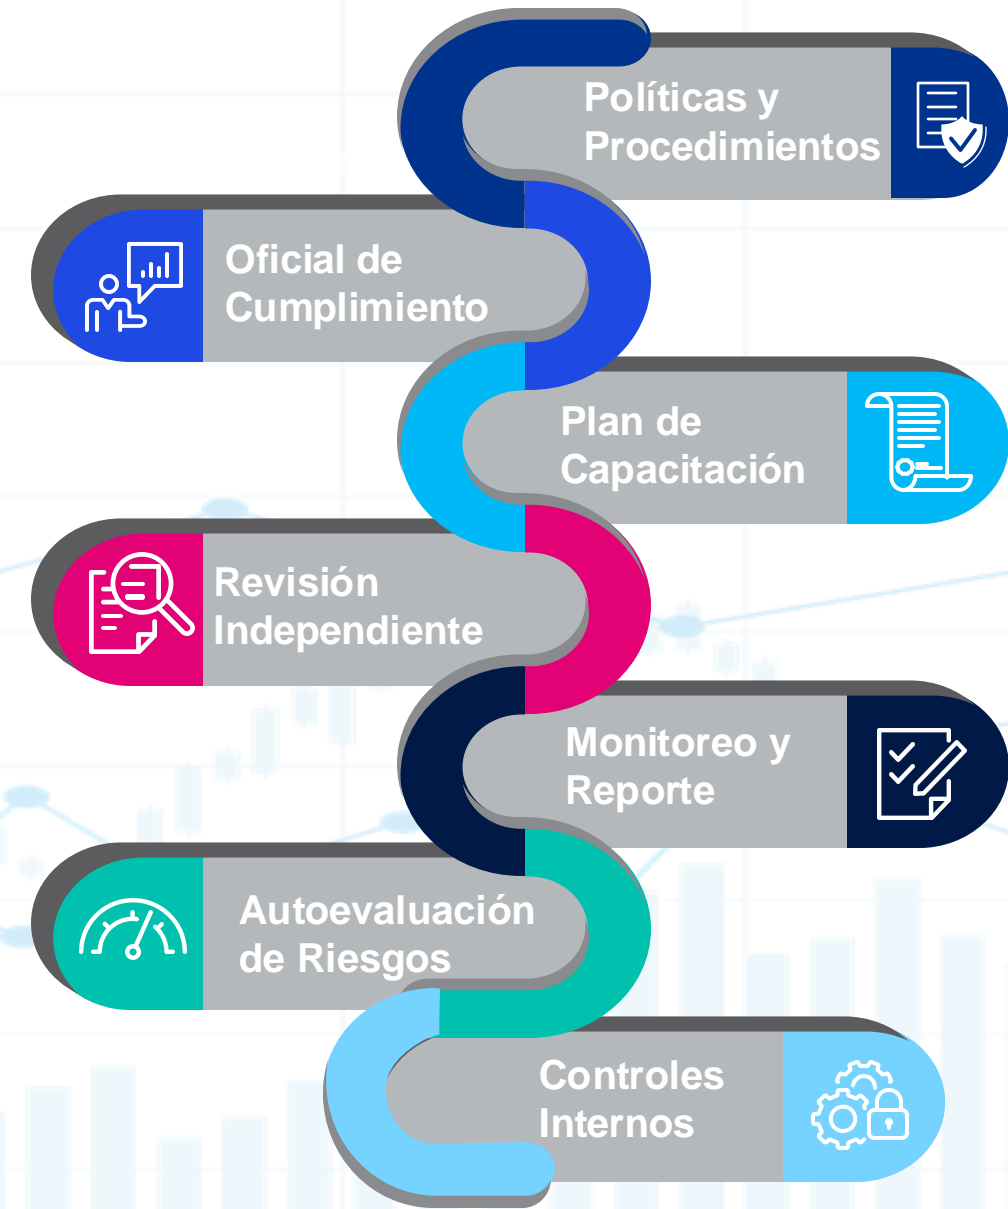 Políticas y
Procedimientos
Oficial de
Cumplimiento
Plan de
Capacitación
Revisión
Independiente
Monitoreo y
Reporte
Autoevaluación
de Riesgos
Controles
Internos